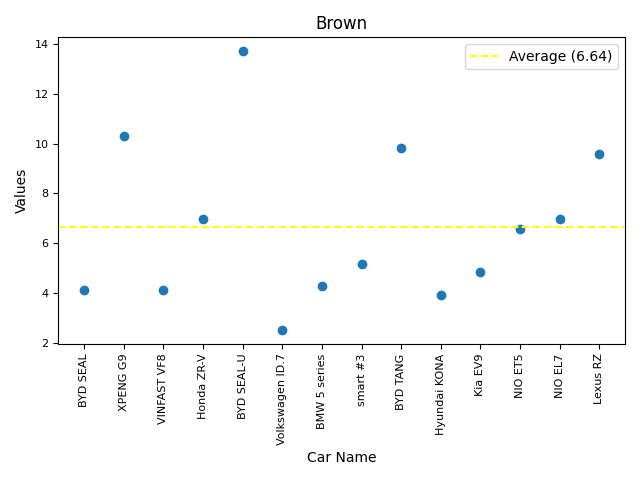 Brown
Average (6.64)
Values
14
12
10
8
6
4
2
BYD SEAL
XPENG G9
VINFAST VF8
Honda ZR-V
BYD SEAL-U
Volkswagen ID.7
BMW 5 series
smart #3
BYD TANG
Hyundai KONA
Kia EV9
NIO ET5
NIO EL7
Lexus RZ
Car Name